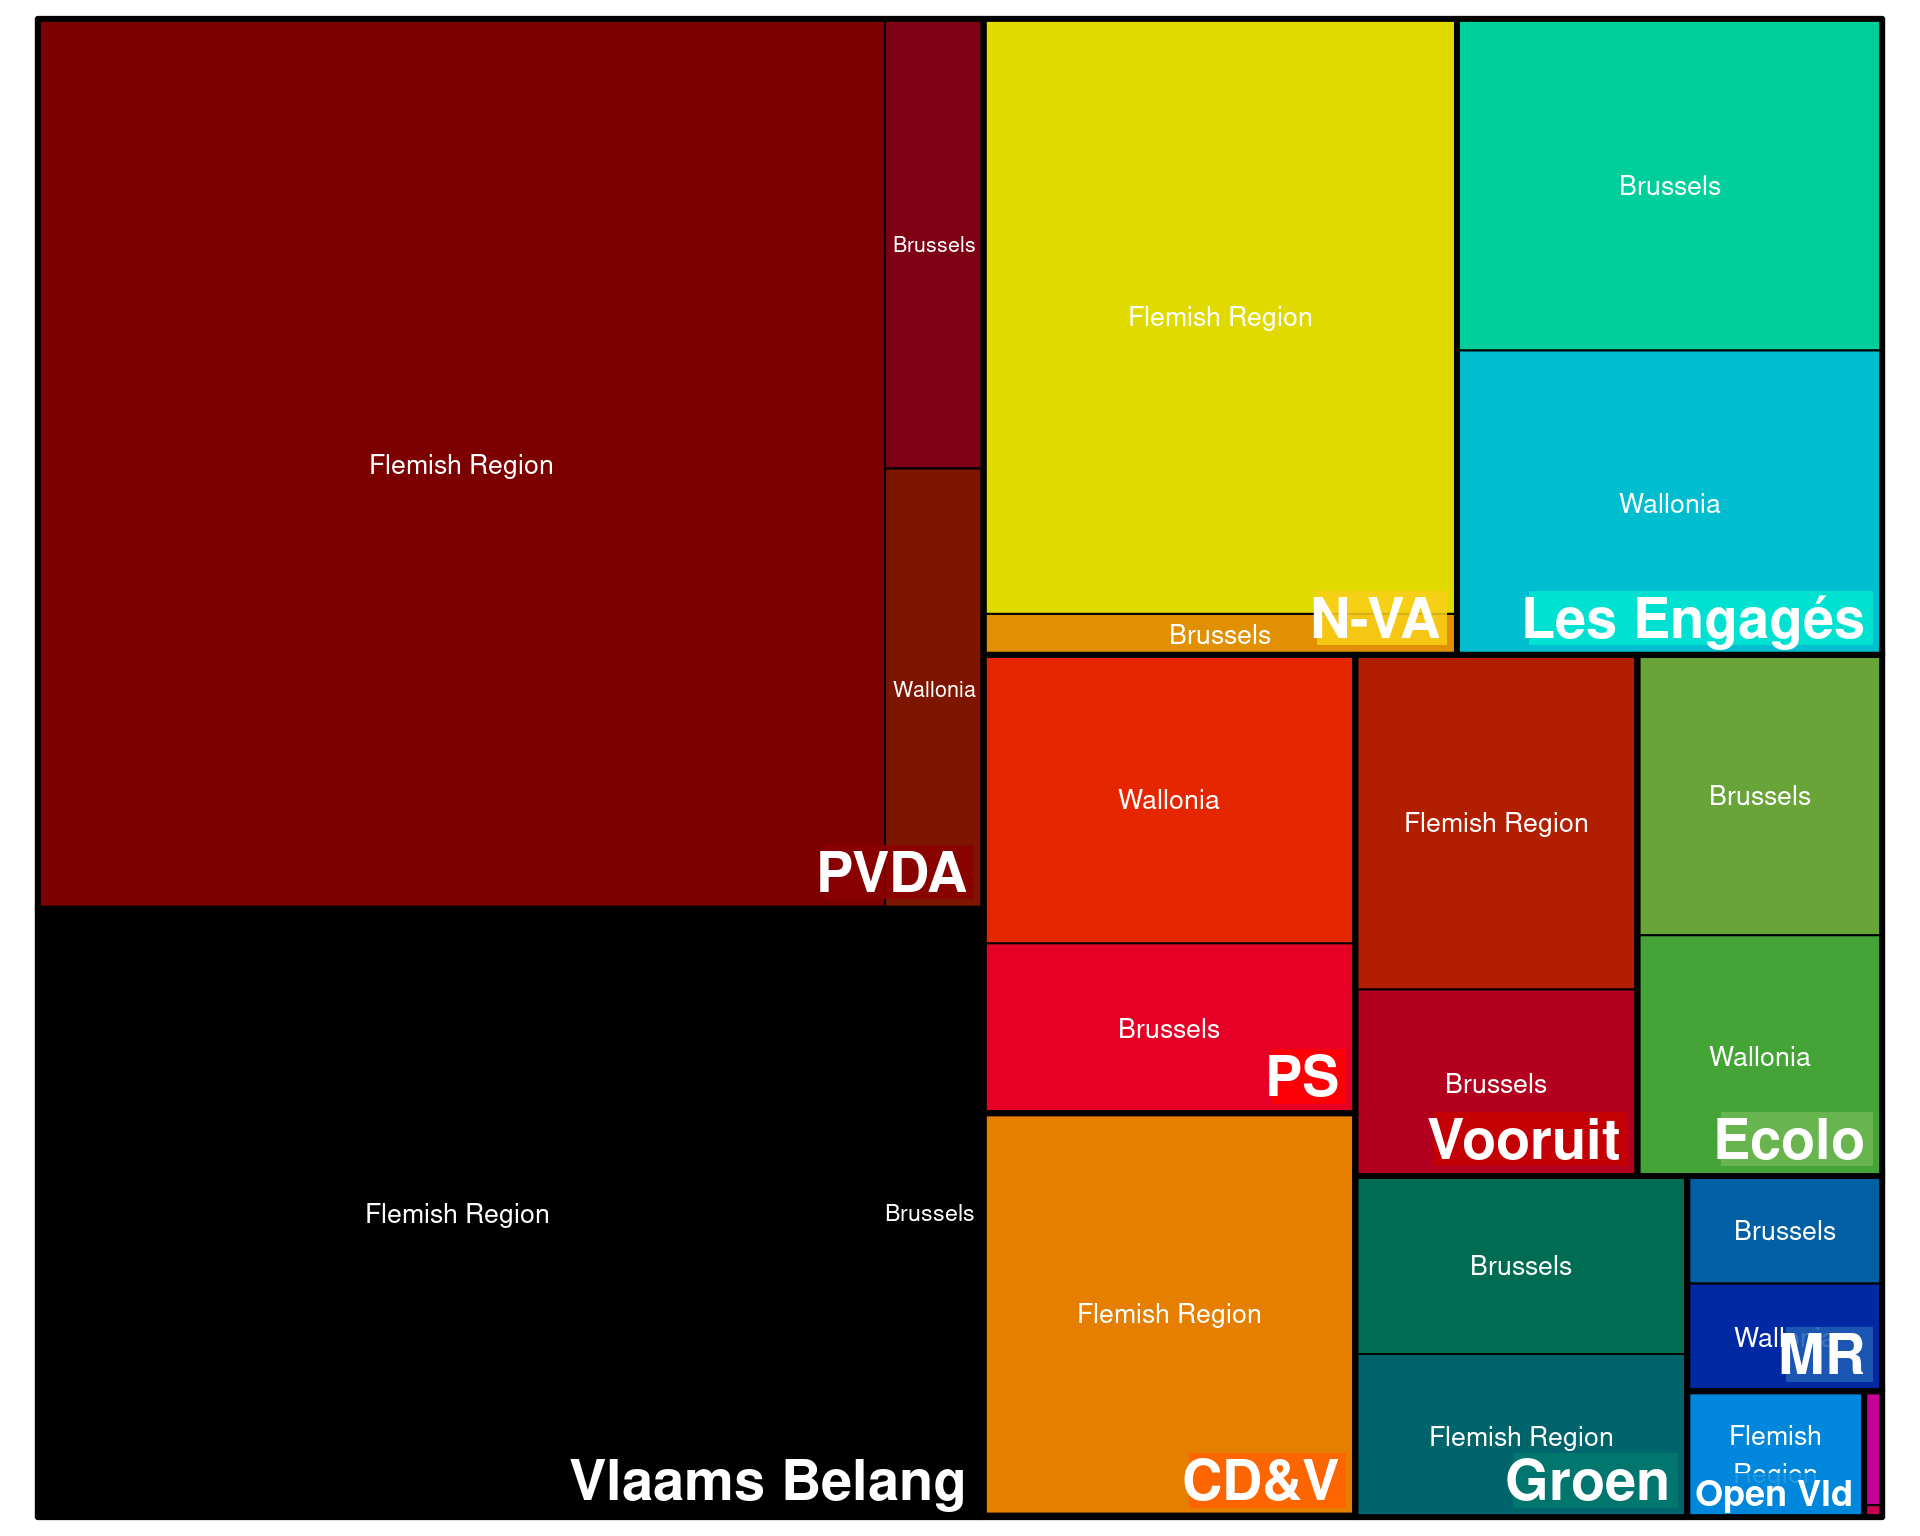 Flemish Region
Brussels
Wallonia
PVDA
Flemish Region
Brussels
Vlaams Belang
Flemish Region
Brussels
N-VA
Brussels
Wallonia
Les Engagés
Wallonia
Brussels
PS
Flemish Region
CD&V
Flemish Region
Brussels
Vooruit
Brussels
Wallonia
Ecolo
Brussels
Flemish Region
Groen
Brussels
Wallonia
MR
Flemish
Region
Open Vld